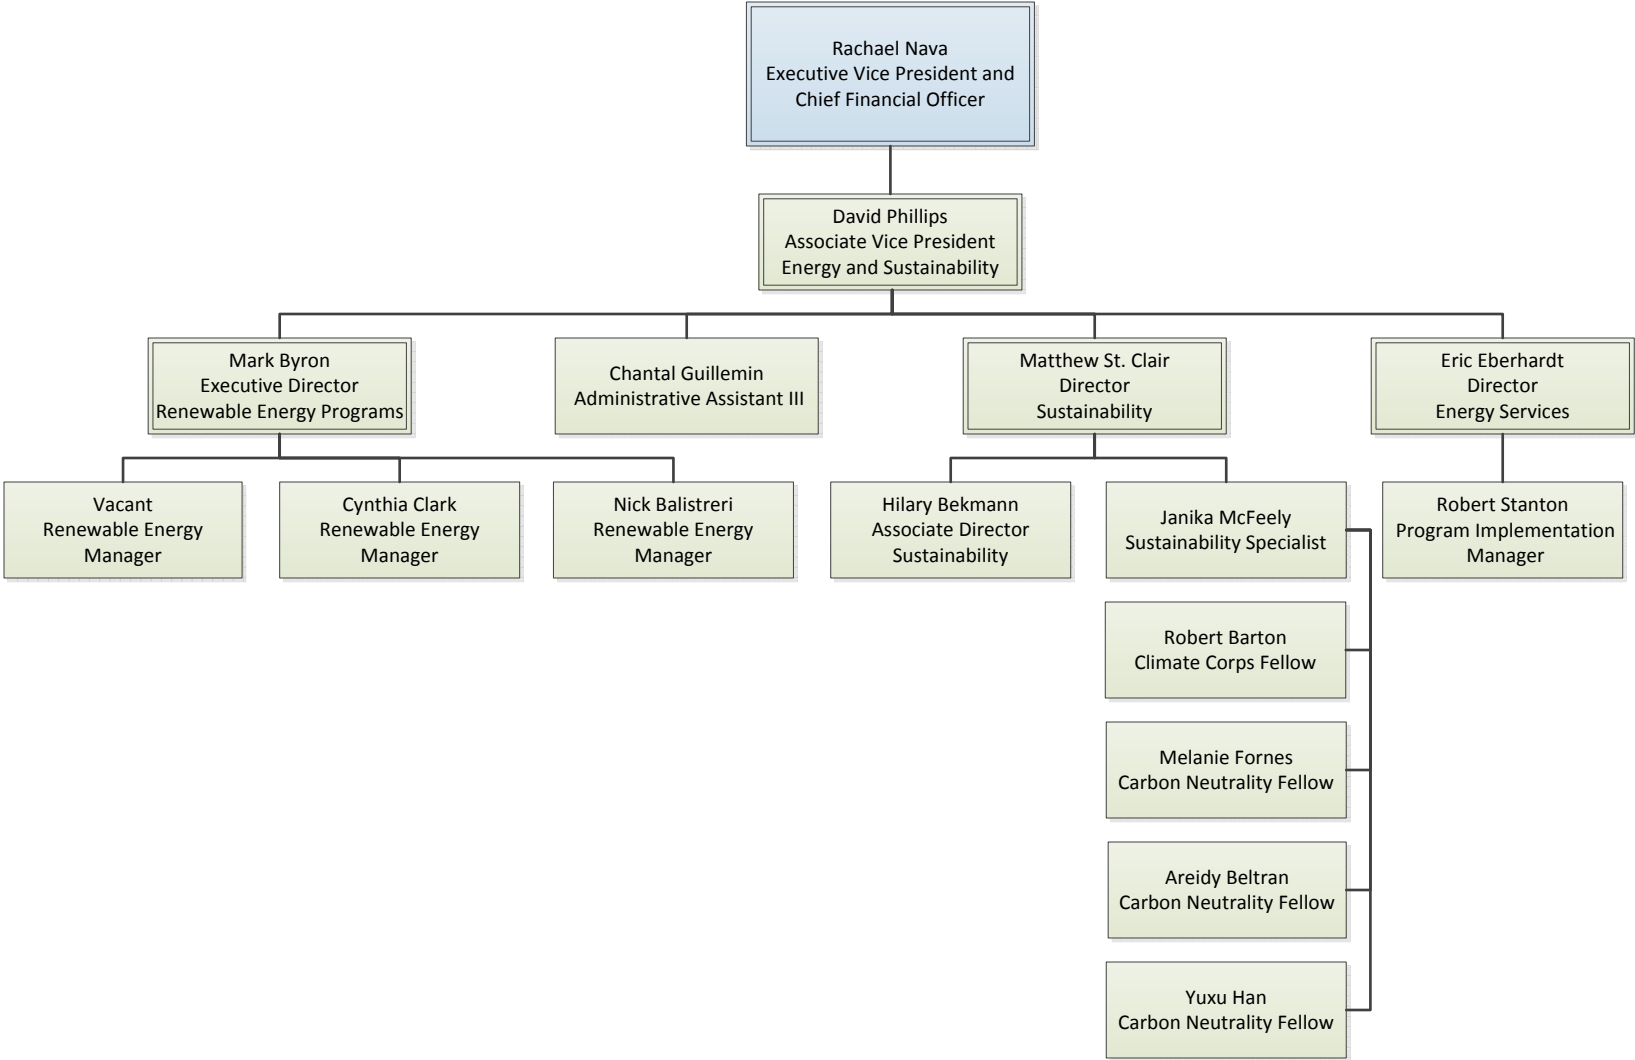 Rachael Nava
Executive Vice President and
Chief Financial Officer
David Phillips
Associate Vice President
Energy and Sustainability
Mark Byron
Executive Director
Renewable Energy Programs
Chantal Guillemin
Administrative Assistant III
Matthew St. Clair
Director
Sustainability
Eric Eberhardt
Director
Energy Services
Vacant
Renewable Energy
Manager
Cynthia Clark
Renewable Energy
Manager
Nick Balistreri
Renewable Energy
Manager
Hilary Bekmann
Associate Director
Sustainability
Janika McFeely
Sustainability Specialist
Robert Stanton
Program Implementation
Manager
Robert Barton
Climate Corps Fellow
Melanie Fornes
Carbon Neutrality Fellow
Areidy Beltran
Carbon Neutrality Fellow
Yuxu Han
Carbon Neutrality Fellow